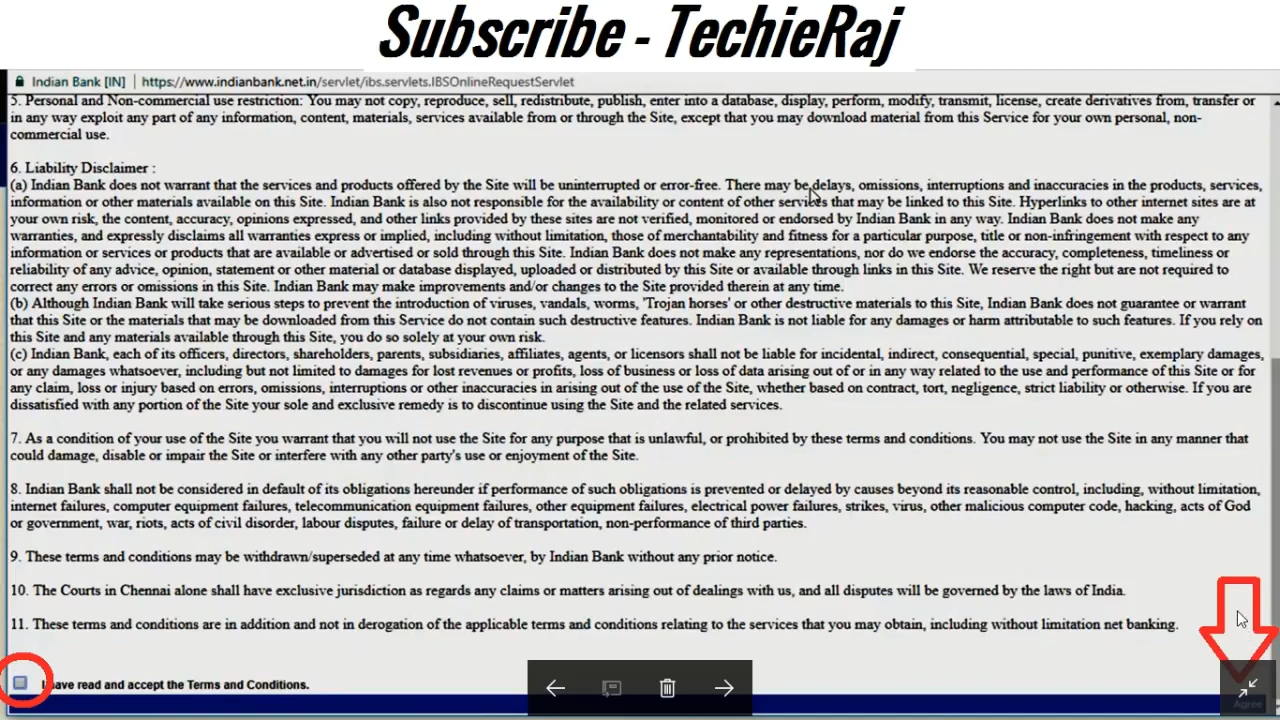 Subscribe - TechieRaj
Indian Bank [IN] | https://www.indianbank.net.in/servlet/ibs.servlets.IBSOnlineRequestServlet
5. Personal and Non-commercial use restriction: You may not copy, reproduce, sell, redistribute, publish, enter into a database, display, perform, modify, transmit, license, create derivatives from, transfer or
in any way exploit any part of any information, content, materials, services available from or through the Site, except that you may download material from this Service for your own personal, non-
commercial use.
6. Liability Disclaimer :
(a) Indian Bank does not warrant that the services and products offered by the Site will be uninterrupted or error-free. There may be delays, omissions, interruptions and inaccuracies in the products, services,
information or other materials available on this Site. Indian Bank is also not responsible for the availability or content of other services that may be linked to this Site. Hyperlinks to other internet sites are at
your own risk, the content, accuracy, opinions expressed, and other links provided by these sites are not verified, monitored or endorsed by Indian Bank in any way. Indian Bank does not make any
warranties, and expressly disclaims all warranties express or implied, including without limitation, those of merchantability and fitness for a particular purpose, title or non-infringement with respect to any
information or services or products that are available or advertised or sold through this Site. Indian Bank does not make any representations, nor do we endorse the accuracy, completeness, timeliness or
reliability of any advice, opinion, statement or other material or database displayed, uploaded or distributed by this Site or available through links in this Site. We reserve the right but are not required to
correct any errors or omissions in this Site. Indian Bank may make improvements and/or changes to the Site provided therein at any time.
(b) Although Indian Bank will take serious steps to prevent the introduction of viruses, vandals, worms, 'Trojan horses' or other destructive materials to this Site, Indian Bank does not guarantee or warrant
that this Site or the materials that may be downloaded from this Service do not contain such destructive features. Indian Bank is not liable for any damages or harm attributable to such features. If you rely on
this Site and any materials available through this Site, you do so solely at your own risk.
(c) Indian Bank, each of its officers, directors, shareholders, parents, subsidiaries, affiliates, agents, or licensors shall not be liable for incidental, indirect, consequential, special, punitive, exemplary damages,
or any damages whatsoever, including but not limited to damages for lost revenues or profits, loss of business or loss of data arising out of or in any way related to the use and performance of this Site or for
any claim, loss or injury based on errors, omissions, interruptions or other inaccuracies in arising out of the use of the Site, whether based on contract, tort, negligence, strict liability or otherwise. If you are
dissatisfied with any portion of the Site your sole and exclusive remedy is to discontinue using the Site and the related services.
7. As a condition of your use of the Site you warrant that you will not use the Site for any purpose that is unlawful, or prohibited by these terms and conditions. You may not use the Site in any manner that
could damage, disable or impair the Site or interfere with any other party's use or enjoyment of the Site.
8. Indian Bank shall not be considered in default of its obligations hereunder if performance of such obligations is prevented or delayed by causes beyond its reasonable control, including, without limitation,
internet failures, computer equipment failures, telecommunication equipment failures, other equipment failures, electrical power failures, strikes, virus, other malicious computer code, hacking, acts of God
or government, war, riots, acts of civil disorder, labour disputes, failure or delay of transportation, non-performance of third parties.
9. These terms and conditions may be withdrawn/superseded at any time whatsoever, by Indian Bank without any prior notice.
10. The Courts in Chennai alone shall have exclusive jurisdiction as regards any claims or matters arising out of dealings with us, and all disputes will be governed by the laws of India.
11. These terms and conditions are in addition and not in derogation of the applicable terms and conditions relating to the services that you may obtain, including without limitation net banking.
I have read and accept the Terms and Conditions.
Agree